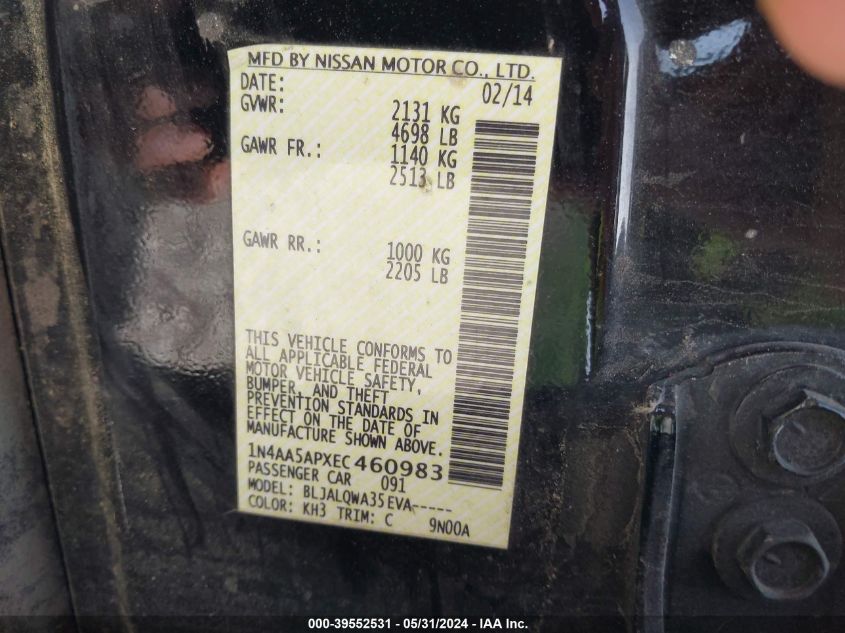 MFD BY NISSAN MOTOR CO., LTD.
DATE: 02/14
GVWR: 2131 KG
4698 LB
GAWR FR.: 1140 KG
2513 LB
GAWR RR.: 1000 KG
2205 LB
THIS VEHICLE CONFORMS TO
ALL APPLICABLE FEDERAL
MOTOR VEHICLE SAFETY,
BUMPER, AND THEFT
PREVENTION STANDARDS IN
EFFECT ON THE DATE OF
MANUFACTURE SHOWN ABOVE.
1N4AA5APXEC460983
PASSENGER CAR 091
MODEL: BLJALQWA35EVA-----
COLOR: KH3 TRIM: C 9N00A
000-39552531 - 05/31/2024 - IAA Inc.